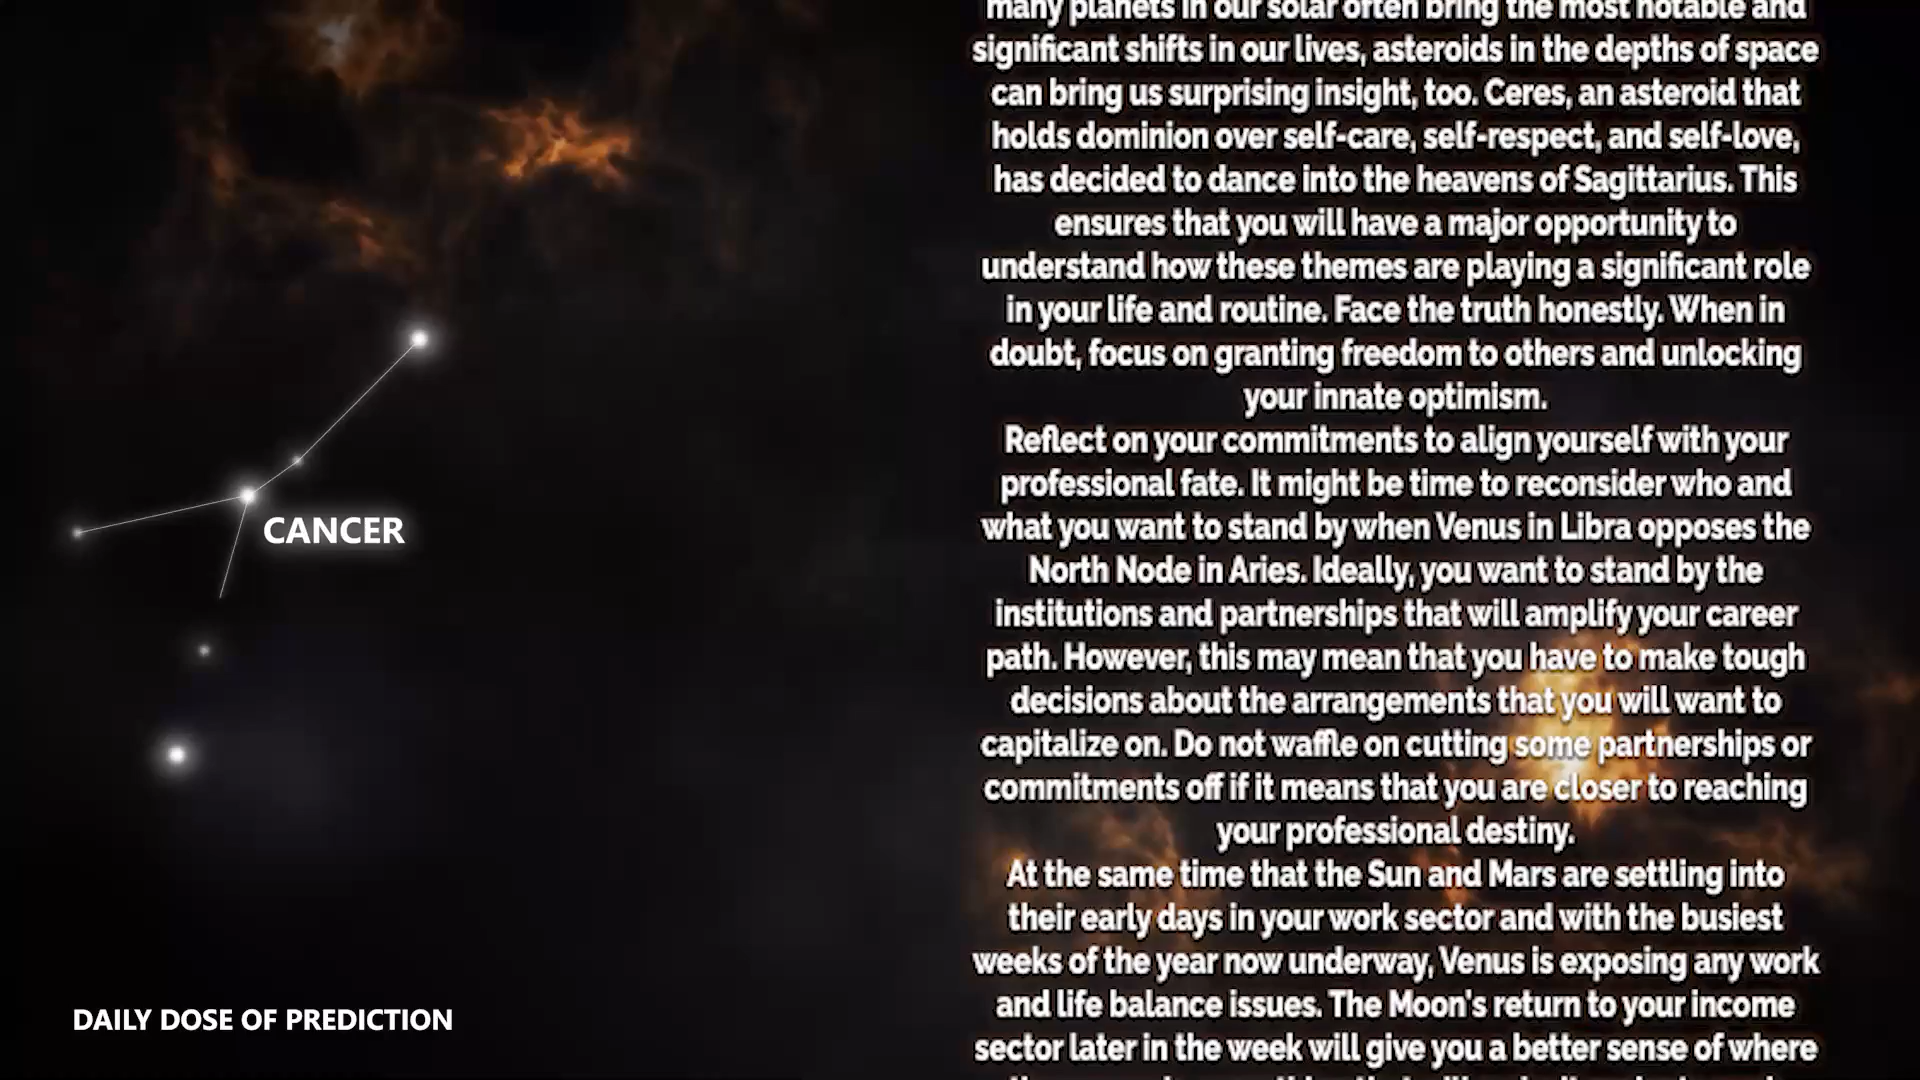 many planets in our solar often bring the most notable and
significant shifts in our lives, asteroids in the depths of space
can bring us surprising insight, too. Ceres, an asteroid that
holds dominion over self-care, self-respect, and self-love,
has decided to dance into the heavens of Sagittarius. This
ensures that you will have a major opportunity to
understand how these themes are playing a significant role
in your life and routine. Face the truth honestly. When in
doubt, focus on granting freedom to others and unlocking
your innate optimism.
Reflect on your commitments to align yourself with your
professional fate. It might be time to reconsider who and
what you want to stand by when Venus in Libra opposes the
North Node in Aries. Ideally, you want to stand by the
institutions and partnerships that will amplify your career
path. However, this may mean that you have to make tough
decisions about the arrangements that you will want to
capitalize on. Do not waffle on cutting some partnerships or
commitments off if it means that you are closer to reaching
your professional destiny.
At the same time that the Sun and Mars are settling into
their early days in your work sector and with the busiest
weeks of the year now underway, Venus is exposing any work
and life balance issues. The Moon's return to your income
sector later in the week will give you a better sense of where
CANCER
DAILY DOSE OF PREDICTION